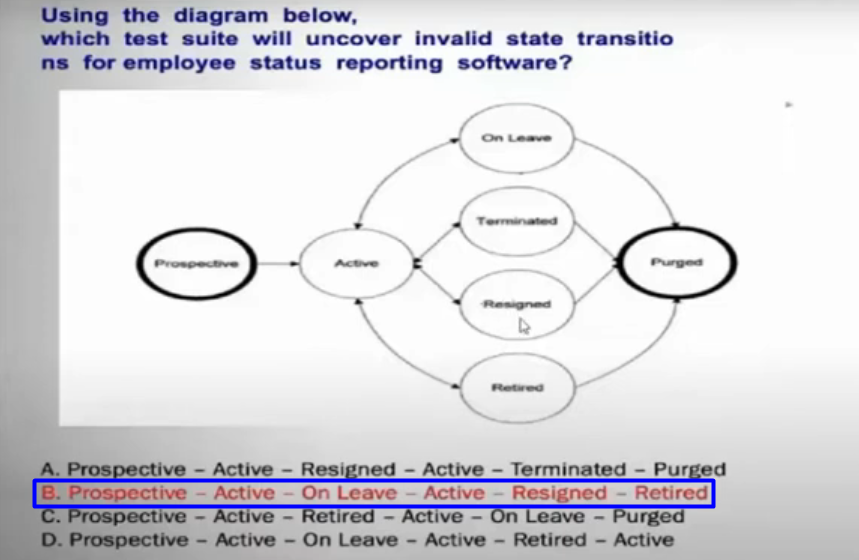 Using the diagram below,
which test suite will uncover invalid state transitio
ns for employee status reporting software?
On Leave
Terminated
Prospective
Active
Purged
Resigned
Retired
A. Prospective – Active – Resigned – Active – Terminated – Purged
B. Prospective – Active – On Leave – Active – Resigned – Retired
C. Prospective – Active – Retired – Active – On Leave – Purged
D. Prospective – Active – On Leave – Active – Retired – Active